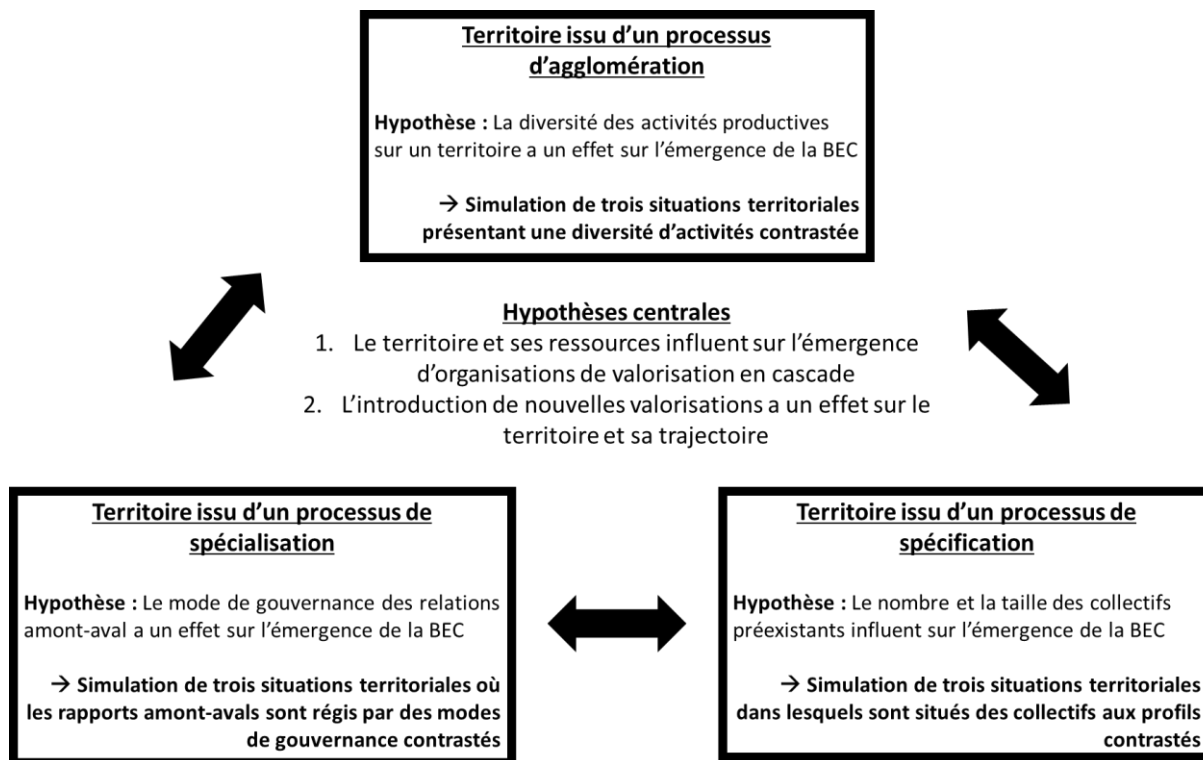 Territoire issu d'un processus
d'agglomération
Hypothèse : La diversité des activités productives
sur un territoire a un effet sur l'émergence de la BEC
→ Simulation de trois situations territoriales
présentant une diversité d'activités contrastée
Hypothèses centrales
1. Le territoire et ses ressources influent sur l'émergence
d'organisations de valorisation en cascade
2. L'introduction de nouvelles valorisations a un effet sur le
territoire et sa trajectoire
Territoire issu d'un processus de
spécialisation
Hypothèse : Le mode de gouvernance des relations
amont-aval a un effet sur l'émergence de la BEC
→ Simulation de trois situations territoriales où
les rapports amont-avals sont régis par des modes
de gouvernance contrastés
Territoire issu d'un processus de
spécification
Hypothèse : Le nombre et la taille des collectifs
préexistants influent sur l'émergence de la BEC
→ Simulation de trois situations territoriales
dans lesquels sont situés des collectifs aux profils
contrastés